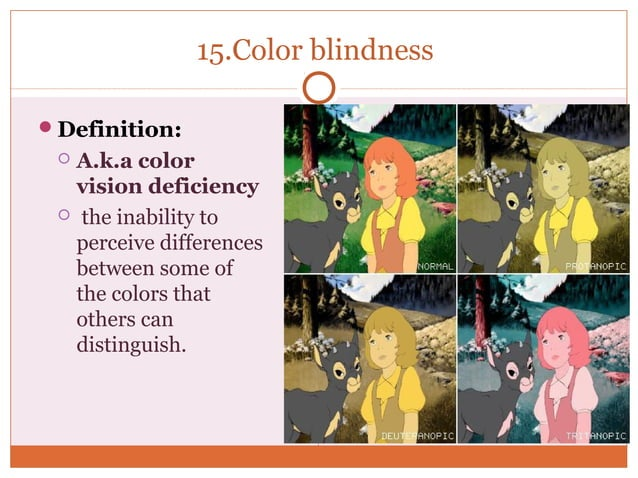 15.Color blindness
Definition:
A.k.a color
vision deficiency
the inability to
perceive differences
between some of
the colors that
others can
distinguish.
NORMAL
PROTANOPIC
DEUTERANOPIC
TRITANOPIC